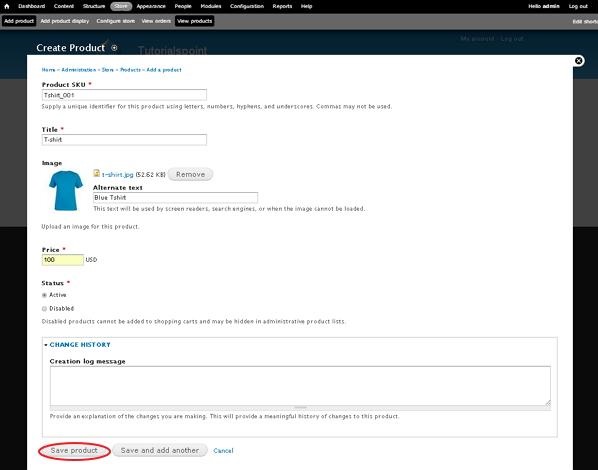 Dashboard Content Structure Store Appearance People Modules Configuration Reports Help Hello admin Log out
Add product Add product display Configure store View orders View products Edit shorts
My account Log out
Create Product
Tutorialspoint
Home » Administration » Store » Products » Add a product
Product SKU *
Tshirt_001
Supply a unique identifier for this product using letters, numbers, hyphens, and underscores. Commas may not be used.
Title *
T-shirt
Image
t-shirt.jpg (52.62 KB) Remove
Alternate text
Blue Tshirt
This text will be used by screen readers, search engines, or when the image cannot be loaded.
Upload an image for this product.
Price *
100 USD
Status *
Active
Disabled
Disabled products cannot be added to shopping carts and may be hidden in administrative product lists.
CHANGE HISTORY
Creation log message
Provide an explanation of the changes you are making. This will provide a meaningful history of changes to this product.
Save product Save and add another Cancel